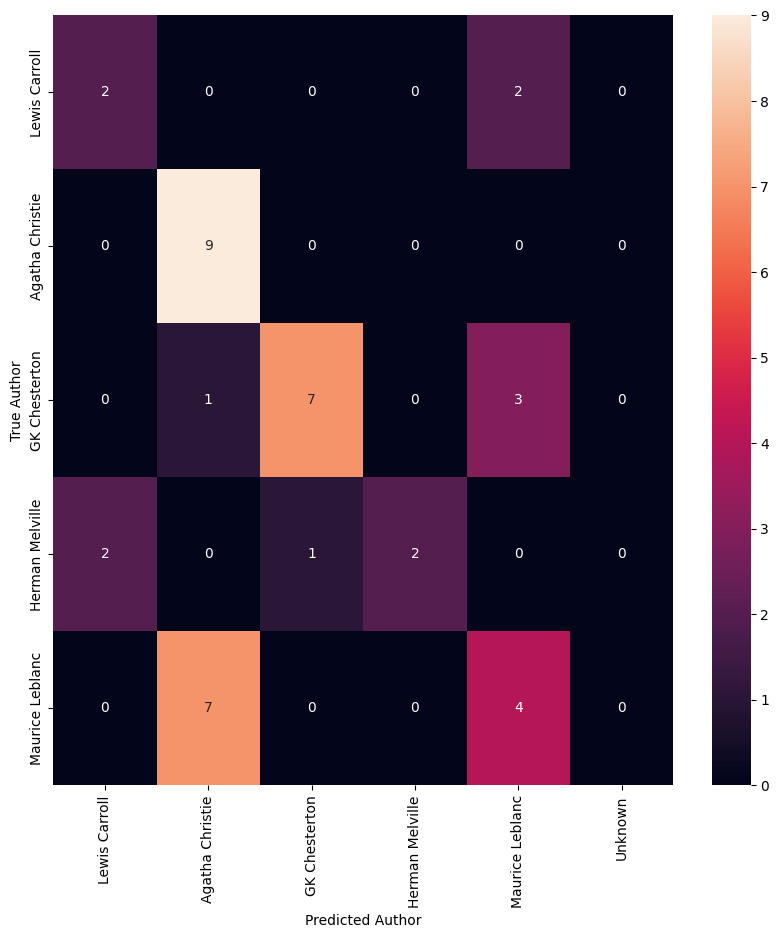 Lewis Carroll 2 0 0 0 2 0
Agatha Christie 0 9 0 0 0 0
GK Chesterton 0 1 7 0 3 0
Herman Melville 2 0 1 2 0 0
Maurice Leblanc 0 7 0 0 4 0
True Author
Lewis Carroll
Agatha Christie
GK Chesterton
Herman Melville
Maurice Leblanc
Unknown
Predicted Author
9
8
7
6
5
4
3
2
1
0